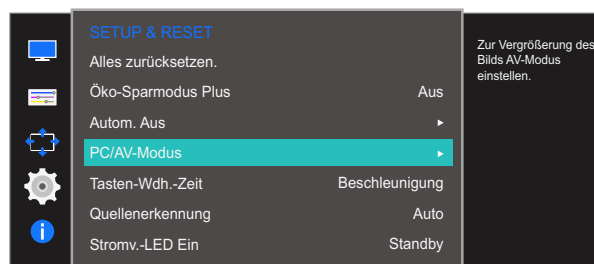 SETUP & RESET
Alles zurücksetzen.
Öko-Sparmodus Plus Aus
Autom. Aus
PC/AV-Modus
Tasten-Wdh.-Zeit Beschleunigung
Quellenerkennung Auto
Stromv.-LED Ein Standby
Zur Vergrößerung des
Bilds AV-Modus
einstellen.